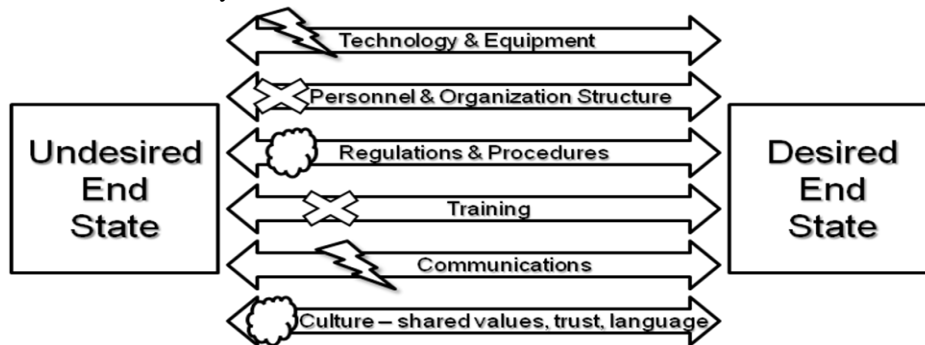 Technology & Equipment
Personnel & Organization Structure
Undesired
End
State
Regulations & Procedures
Desired
End
State
Training
Communications
Culture – shared values, trust, language